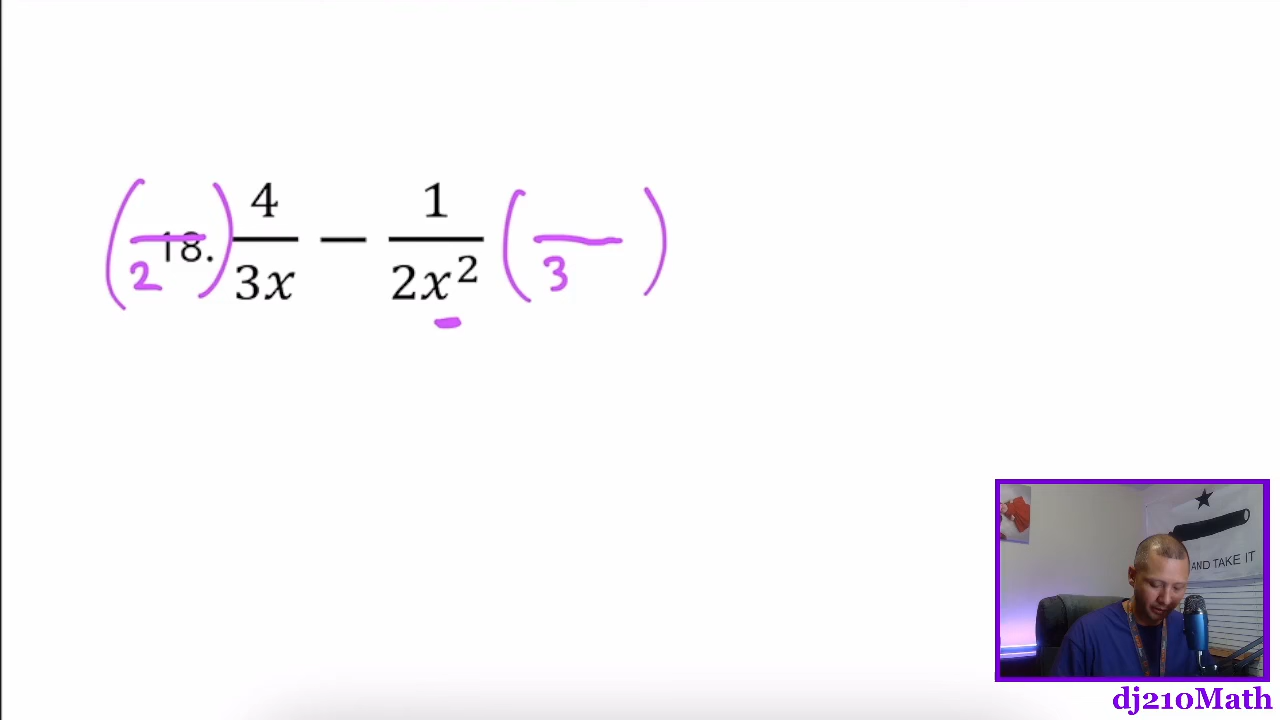 (—/2) 18. 4/3x − 1/2x² (—/3)
AND TAKE IT
dj210Math